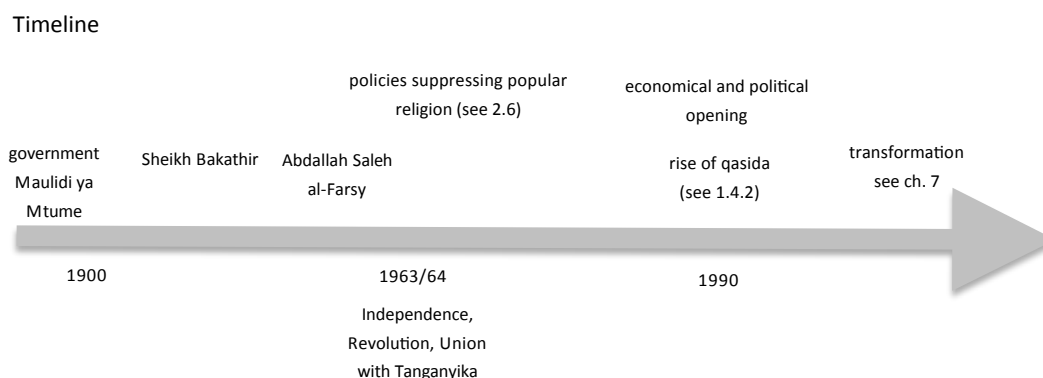 Timeline
policies suppressing popular
religion (see 2.6)
economical and political
opening
government
Maulidi ya
Mtume
Sheikh Bakathir
Abdallah Saleh
al-Farsy
rise of qasida
(see 1.4.2)
transformation
see ch. 7
1900
1963/64
1990
Independence,
Revolution, Union
with Tanganyika